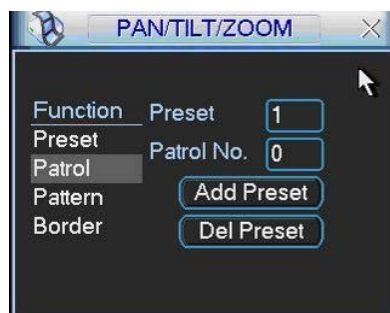 PAN/TILT/ZOOM
Function
Preset
Patrol
Pattern
Border
Preset 1
Patrol No. 0
Add Preset
Del Preset